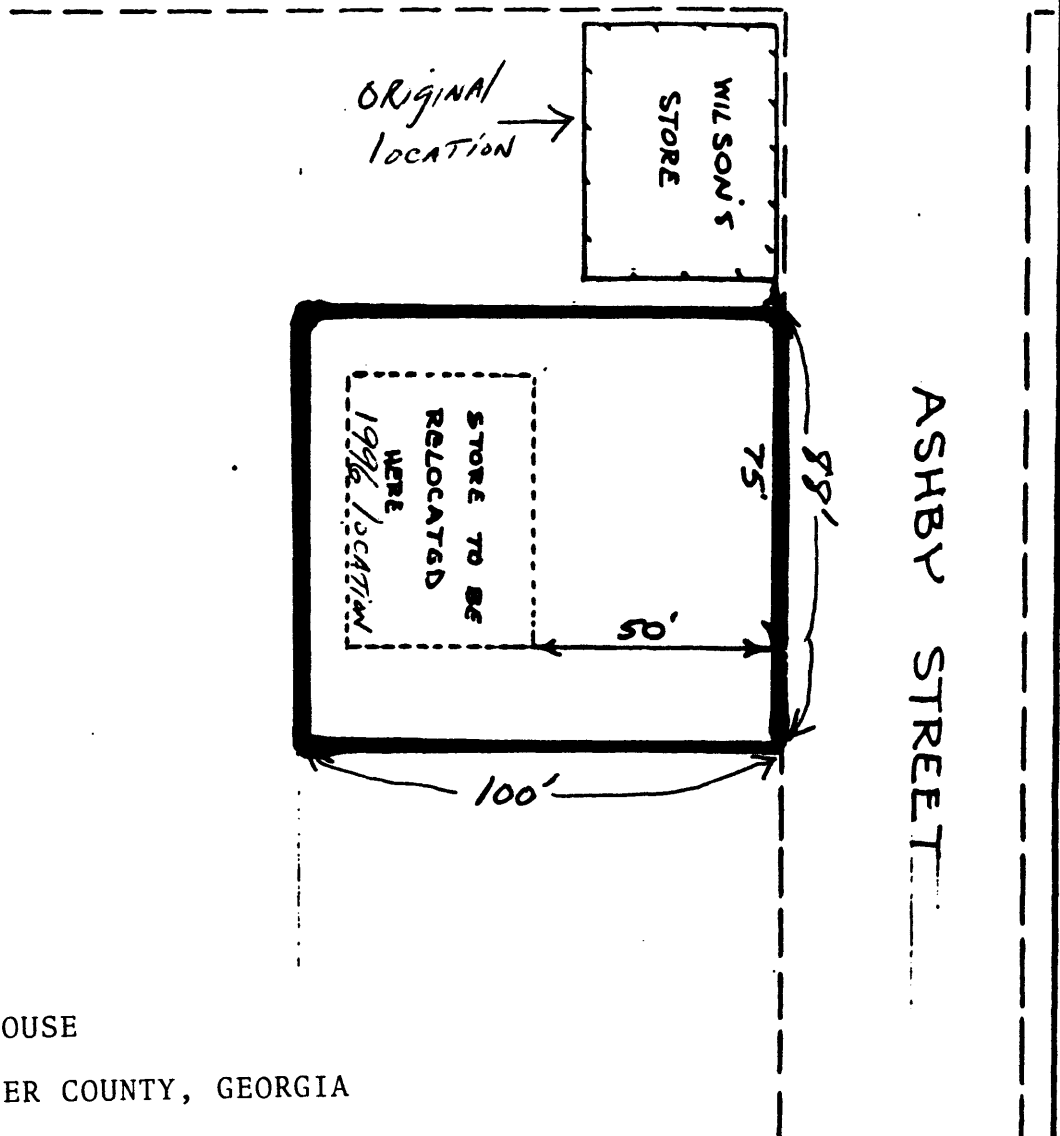 ORIGINAL
LOCATION
WILSON'S
STORE
ASHBY STREET
88'
75'
STORE TO BE
RELOCATED
HERE
1996 LOCATION
50'
100'
OUSE
ER COUNTY, GEORGIA